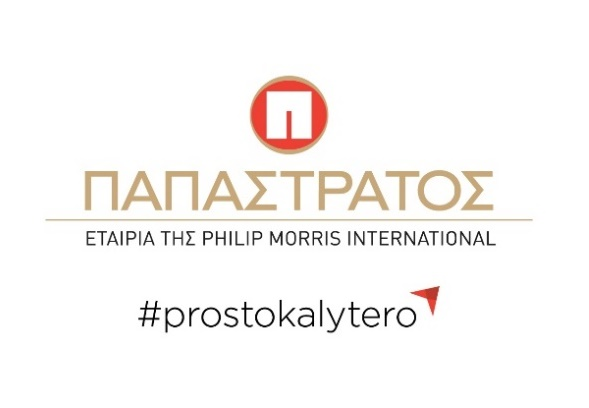 Π
ΠΑΠΑΣΤΡΑΤΟΣ
ΕΤΑΙΡΙΑ ΤΗΣ PHILIP MORRIS INTERNATIONAL
#prostokalytero